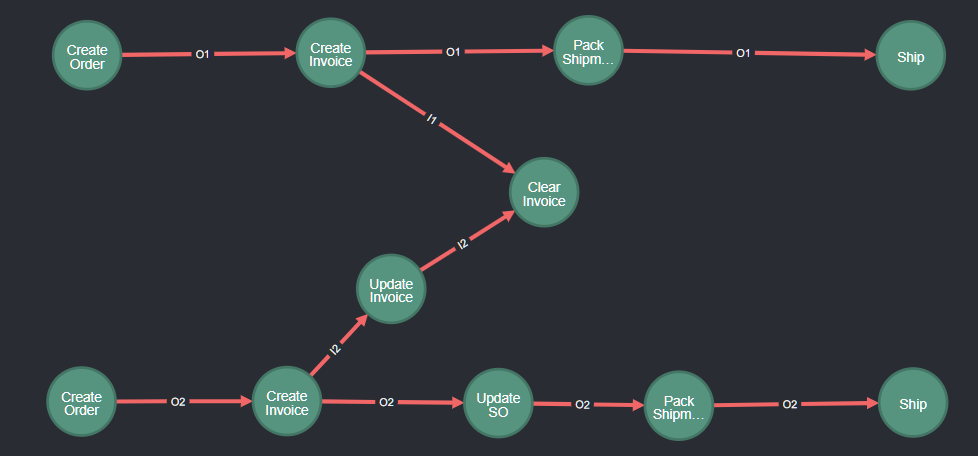 Create
Order
O1
Create
Invoice
O1
Pack
Shipm...
O1
Ship
I1
Clear
Invoice
I2
Update
Invoice
I2
Create
Order
O2
Create
Invoice
O2
Update
SO
O2
Pack
Shipm...
O2
Ship